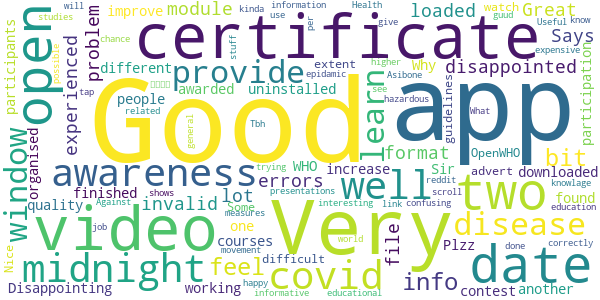 studies
will
per
kinda
information
Health
use
give
watch
improve
module
loaded
Great
stuff
guud
Useful
know
chance
participants
possible
open
problem
certificate
Says
Why
disappointed
different
extent
epidamic
provide
experienced
awarded
uninstalled
higher
expensive
see
hazardous
guidelines
participation
tap
people
related
Tbh
Asibone
What
Good
app
learn
format
OpenWHO
bit
window
organised
awareness
general
trying
WHO
increase
Sir
advert
downloaded
reddit
finished
errors
well
two
scroll
knowlage
shows
presentations
link
confusing
found
education
quality
Against
invalid
lot
Some
measures
interesting
video
Very
disease
Nice
courses
one
file
Plzz
done
correctly
job
movement
difficult
world
midnight
feel
covid
info
date
contest
another
Disappointing
working
happy
informative
educational